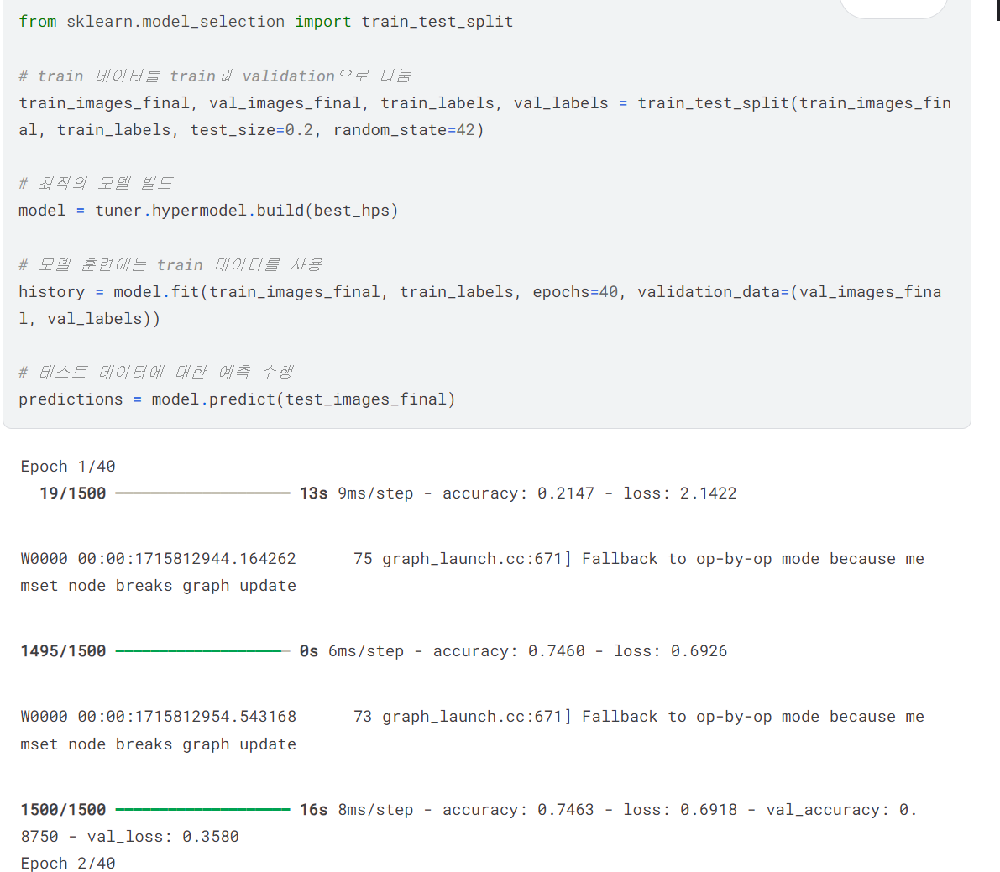 from sklearn.model_selection import train_test_split
# train 데이터를 train과 validation으로 나눔
train_images_final, val_images_final, train_labels, val_labels = train_test_split(train_images_fin
al, train_labels, test_size=0.2, random_state=42)
# 최적의 모델 빌드
model = tuner.hypermodel.build(best_hps)
# 모델 훈련에는 train 데이터를 사용
history = model.fit(train_images_final, train_labels, epochs=40, validation_data=(val_images_fina
l, val_labels))
# 테스트 데이터에 대한 예측 수행
predictions = model.predict(test_images_final)
Epoch 1/40
19/1500 13s 9ms/step - accuracy: 0.2147 - loss: 2.1422
W0000 00:00:1715812944.164262 75 graph_launch.cc:671] Fallback to op-by-op mode because me
mset node breaks graph update
1495/1500 0s 6ms/step - accuracy: 0.7460 - loss: 0.6926
W0000 00:00:1715812954.543168 73 graph_launch.cc:671] Fallback to op-by-op mode because me
mset node breaks graph update
1500/1500 16s 8ms/step - accuracy: 0.7463 - loss: 0.6918 - val_accuracy: 0.
8750 - val_loss: 0.3580
Epoch 2/40